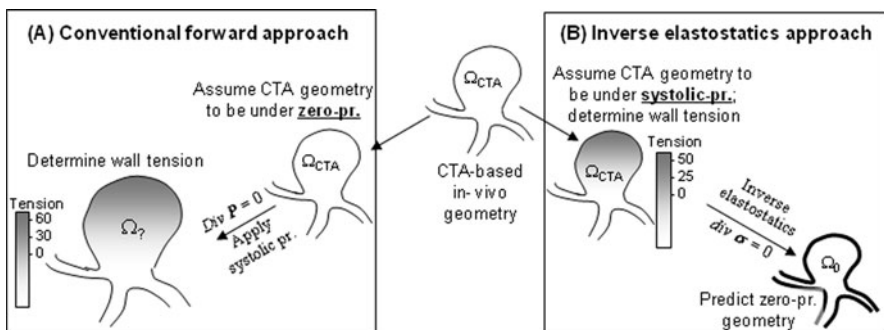 (A) Conventional forward approach
Assume CTA geometry
to be under zero-pr.
Ω_CTA
Determine wall tension
Tension
60
30
0
Ω_?
Div P = 0
Apply
systolic pr.
Ω_CTA
CTA-based
in-vivo
geometry
(B) Inverse elastostatics approach
Assume CTA geometry to
be under systolic-pr.;
determine wall tension
Ω_CTA
Tension
50
25
0
Inverse
elastostatics
div σ = 0
Ω_0
Predict zero-pr.
geometry